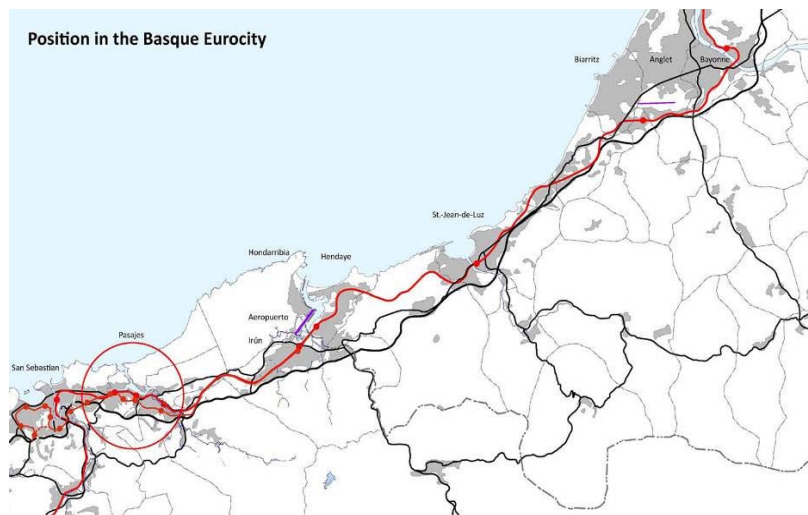 Position in the Basque Eurocity
Biarritz
Anglet
Bayonne
St.-Jean-de-Luz
Hondarribia
Hendaye
Aeropuerto
Irún
Pasajes
San Sebastian